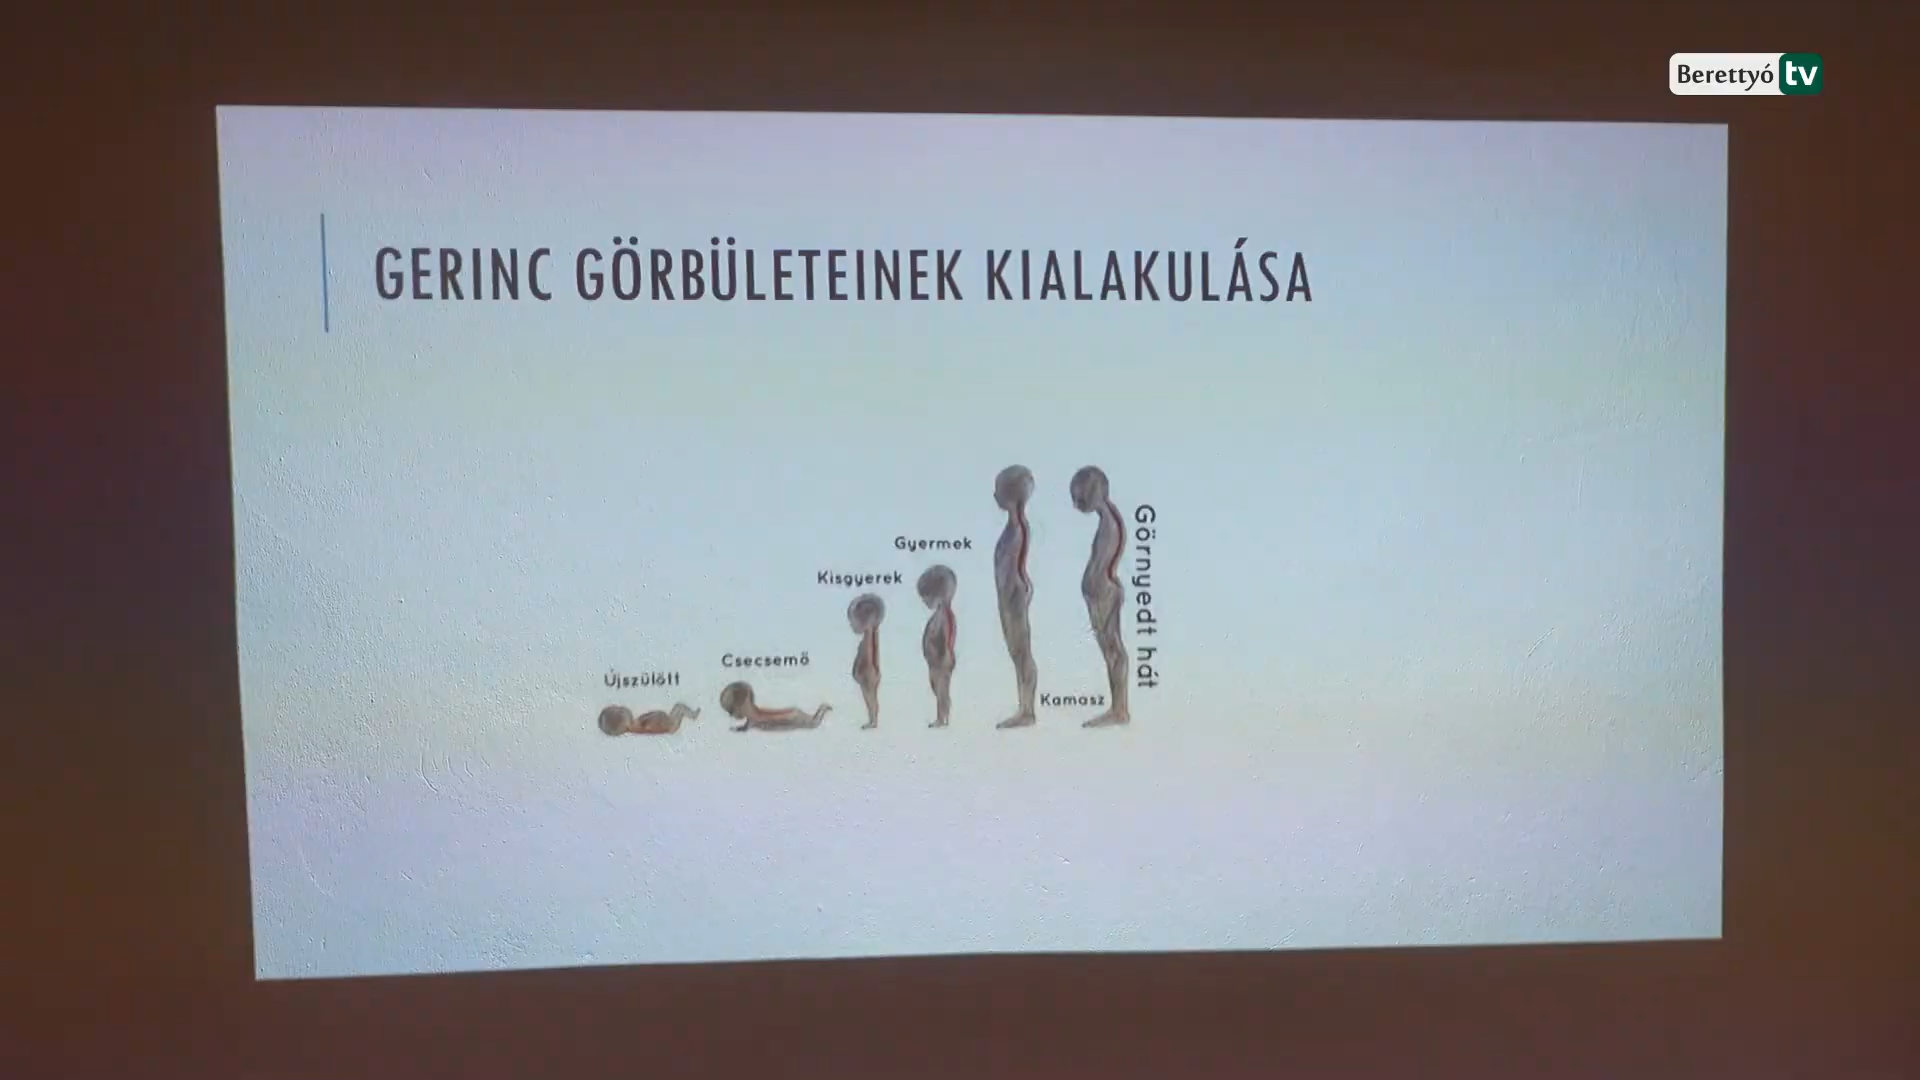 Berettyó tv
GERINC GÖRBÜLETEINEK KIALAKULÁSA
Gyermek
Kisgyerek
Csecsemő
Újszülött
Kamasz
Görnyedt hát